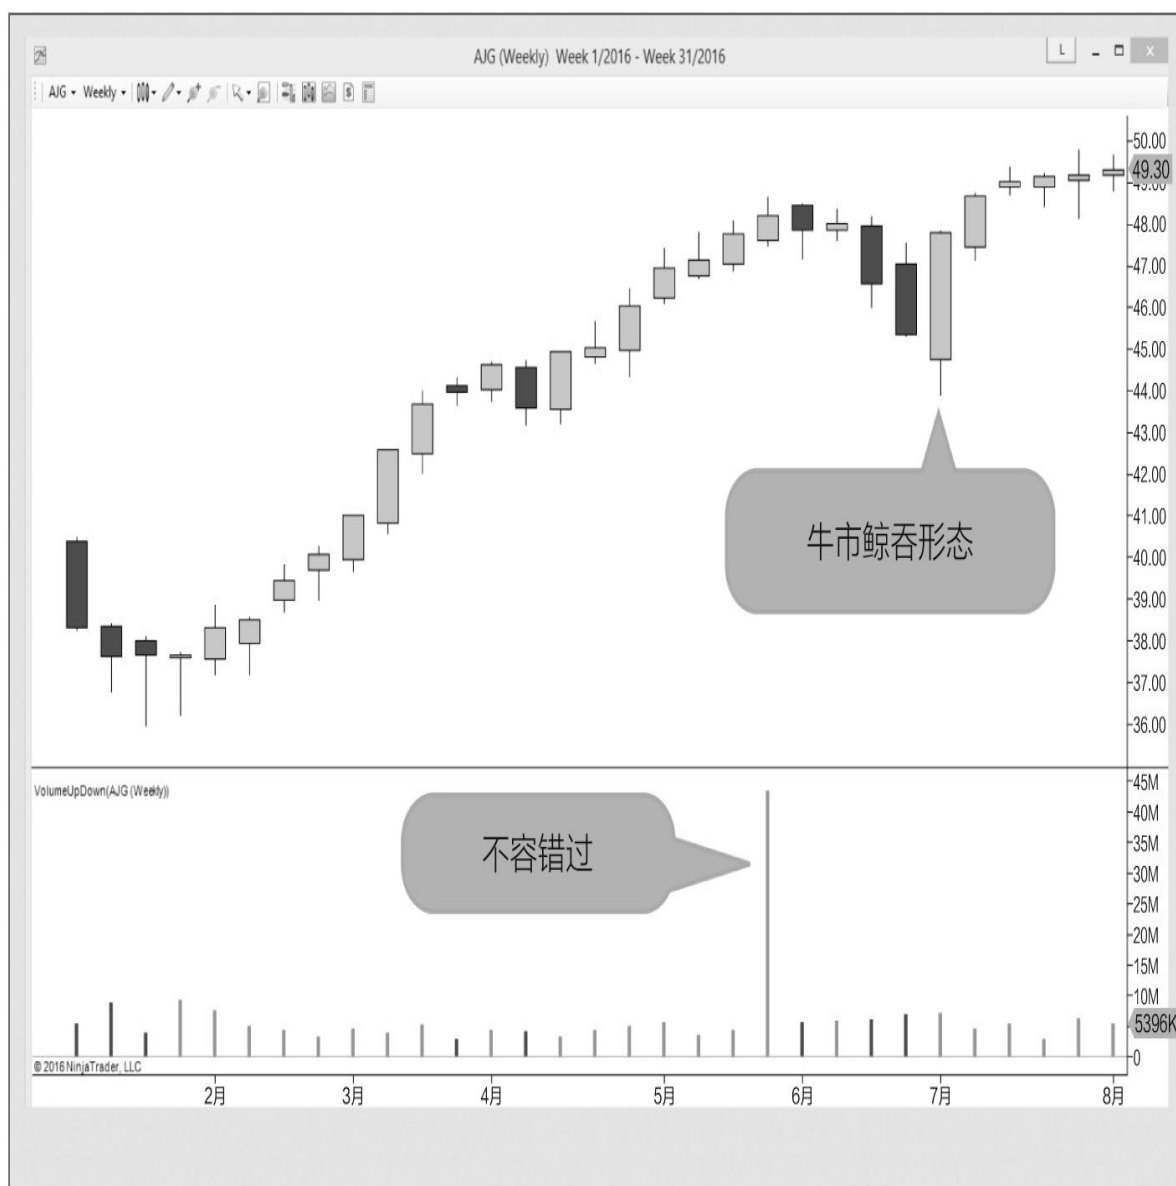 AJG (Weekly) Week 1/2016 - Week 31/2016
L
X
AJG
Weekly
$
50.00
49.30
49.00
48.00
47.00
46.00
45.00
44.00
43.00
42.00
41.00
40.00
39.00
38.00
37.00
36.00
牛市鲸吞形态
VolumeUpDown(AJG (Weekly))
不容错过
45M
40M
35M
30M
25M
20M
15M
10M
5396K
0
© 2016 NinjaTrader, LLC
2月 3月 4月 5月 6月 7月 8月